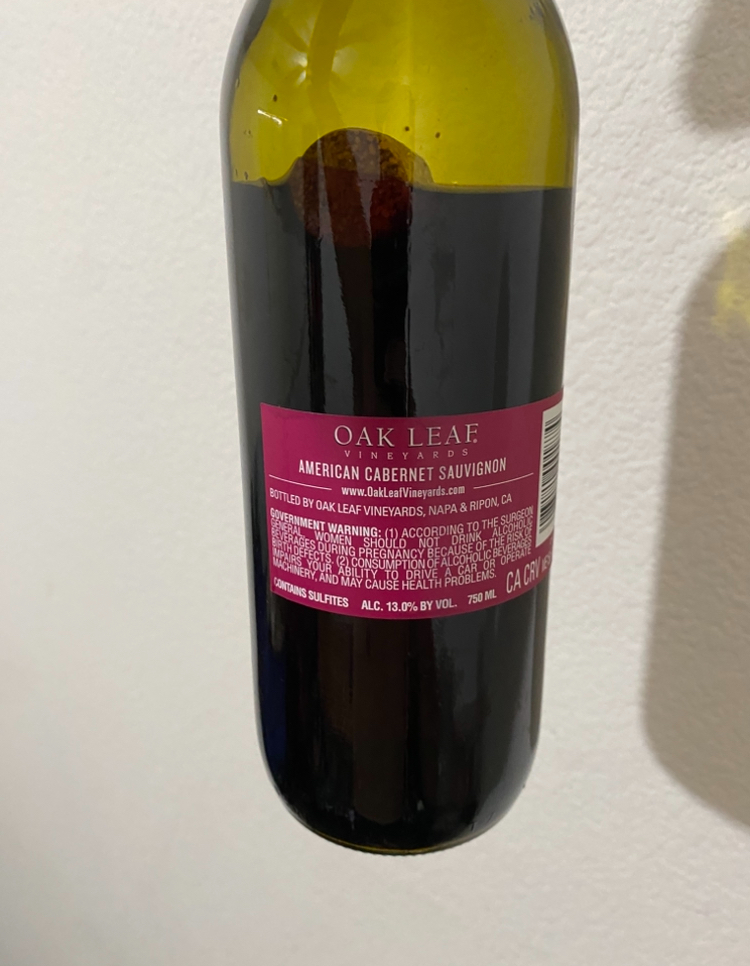 OAK LEAF
VINEYARDS
AMERICAN CABERNET SAUVIGNON
www.OakLeafVineyards.com
BOTTLED BY OAK LEAF VINEYARDS, NAPA & RIPON, CA
GOVERNMENT WARNING: (1) ACCORDING TO THE SURGEON
GENERAL, WOMEN SHOULD NOT DRINK ALCOHOLIC
BEVERAGES DURING PREGNANCY BECAUSE OF THE RISK OF
BIRTH DEFECTS. (2) CONSUMPTION OF ALCOHOLIC BEVERAGES
IMPAIRS YOUR ABILITY TO DRIVE A CAR OR OPERATE
MACHINERY, AND MAY CAUSE HEALTH PROBLEMS.
CONTAINS SULFITES ALC. 13.0% BY VOL. 750 ML CA CRV